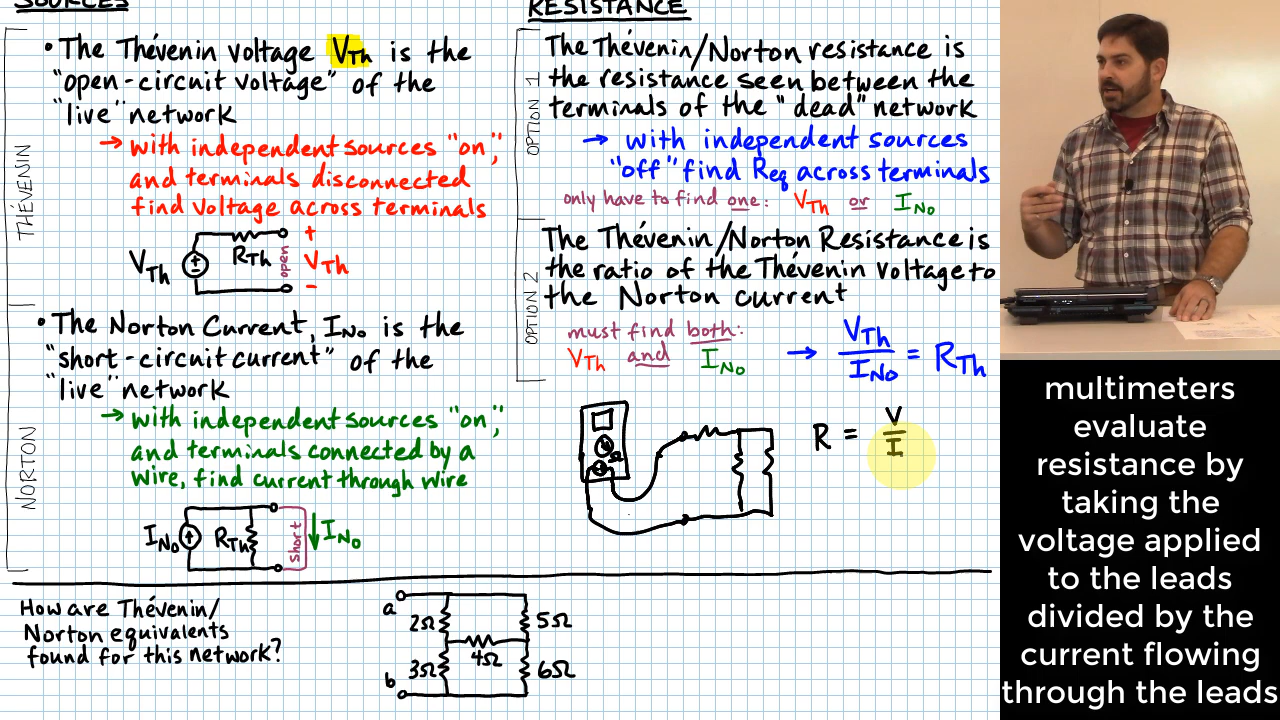 SOURCES
THÉVENIN
• The Thévenin voltage VTh is the
"open-circuit voltage" of the
"live" network
→ with independent sources "on,"
and terminals disconnected
find voltage across terminals
VTh
RTh
open
+
VTh
-
NORTON
• The Norton Current, INo is the
"short-circuit current" of the
"live" network
→ with independent sources "on,"
and terminals connected by a
wire, find current through wire
INo
RTh
short
INo
RESISTANCE
OPTION 1
The Thévenin/Norton resistance is
the resistance seen between the
terminals of the "dead" network
→ with independent sources
"off" find Req across terminals
only have to find one: VTh or INo
OPTION 2
The Thévenin/Norton Resistance is
the ratio of the Thévenin Voltage to
the Norton current
must find both:
VTh and INo
→ VTh / INo = RTh
Ω
R = V / I
How are Thévenin/
Norton equivalents
found for this network?
a
2Ω
5Ω
4Ω
3Ω
6Ω
b
multimeters
evaluate
resistance by
taking the
voltage applied
to the leads
divided by the
current flowing
through the leads